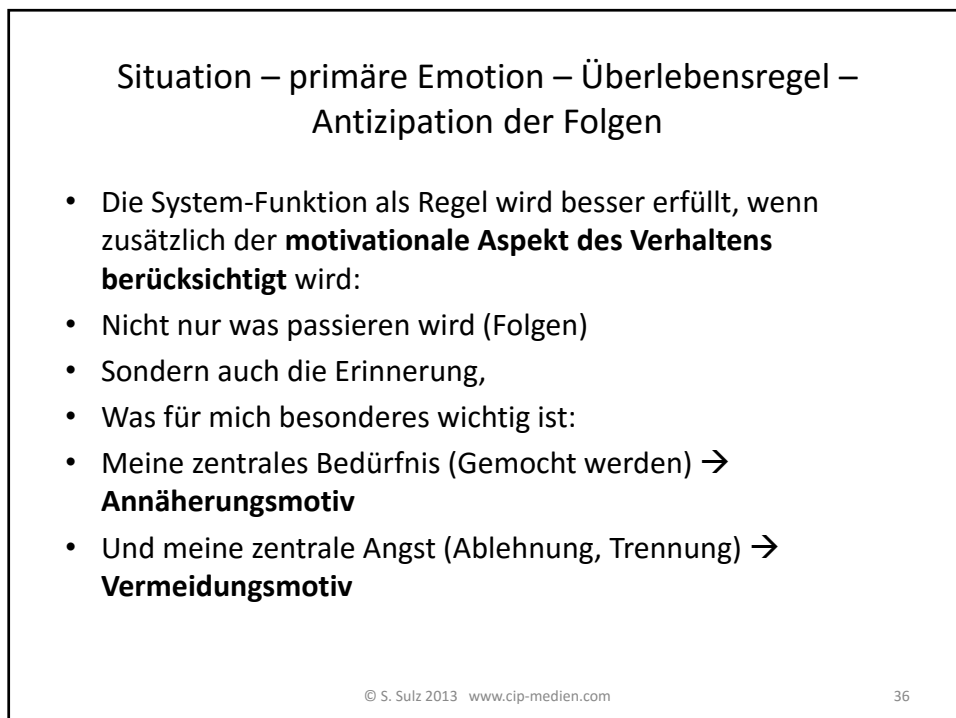 Situation – primäre Emotion – Überlebensregel –
Antizipation der Folgen
• Die System-Funktion als Regel wird besser erfüllt, wenn
zusätzlich der motivationale Aspekt des Verhaltens
berücksichtigt wird:
• Nicht nur was passieren wird (Folgen)
• Sondern auch die Erinnerung,
• Was für mich besonderes wichtig ist:
• Meine zentrales Bedürfnis (Gemocht werden) →
Annäherungsmotiv
• Und meine zentrale Angst (Ablehnung, Trennung) →
Vermeidungsmotiv
© S. Sulz 2013 www.cip-medien.com 36